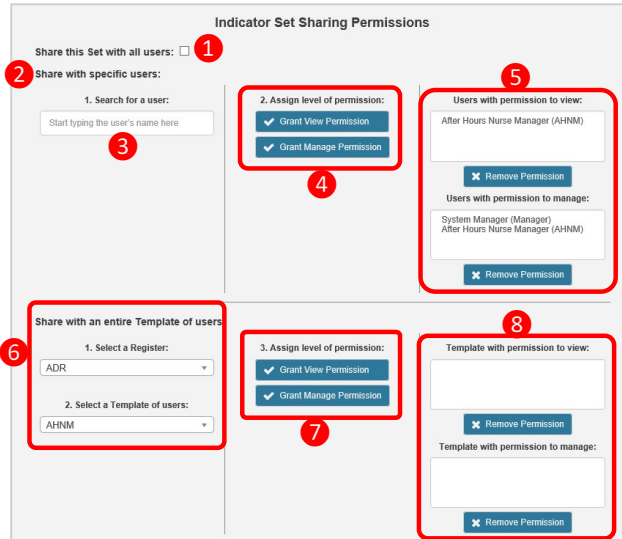 Indicator Set Sharing Permissions
Share this Set with all users:
1
2
Share with specific users:
5
1. Search for a user:
Start typing the user's name here
3
2. Assign level of permission:
Grant View Permission
Grant Manage Permission
4
Users with permission to view:
After Hours Nurse Manager (AHNM)
Remove Permission
Users with permission to manage:
System Manager (Manager)
After Hours Nurse Manager (AHNM)
Remove Permission
Share with an entire Template of users
6
1. Select a Register:
ADR
2. Select a Template of users:
AHNM
3. Assign level of permission:
Grant View Permission
Grant Manage Permission
7
8
Template with permission to view:
Remove Permission
Template with permission to manage:
Remove Permission